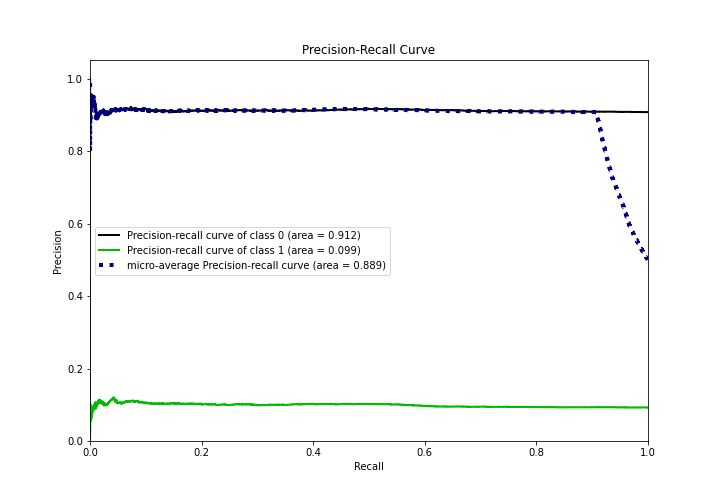 Precision-Recall Curve
1.0
0.8
0.6
0.4
0.2
0.0
Precision
Precision-recall curve of class 0 (area = 0.912)
Precision-recall curve of class 1 (area = 0.099)
micro-average Precision-recall curve (area = 0.889)
0.0 0.2 0.4 0.6 0.8 1.0
Recall